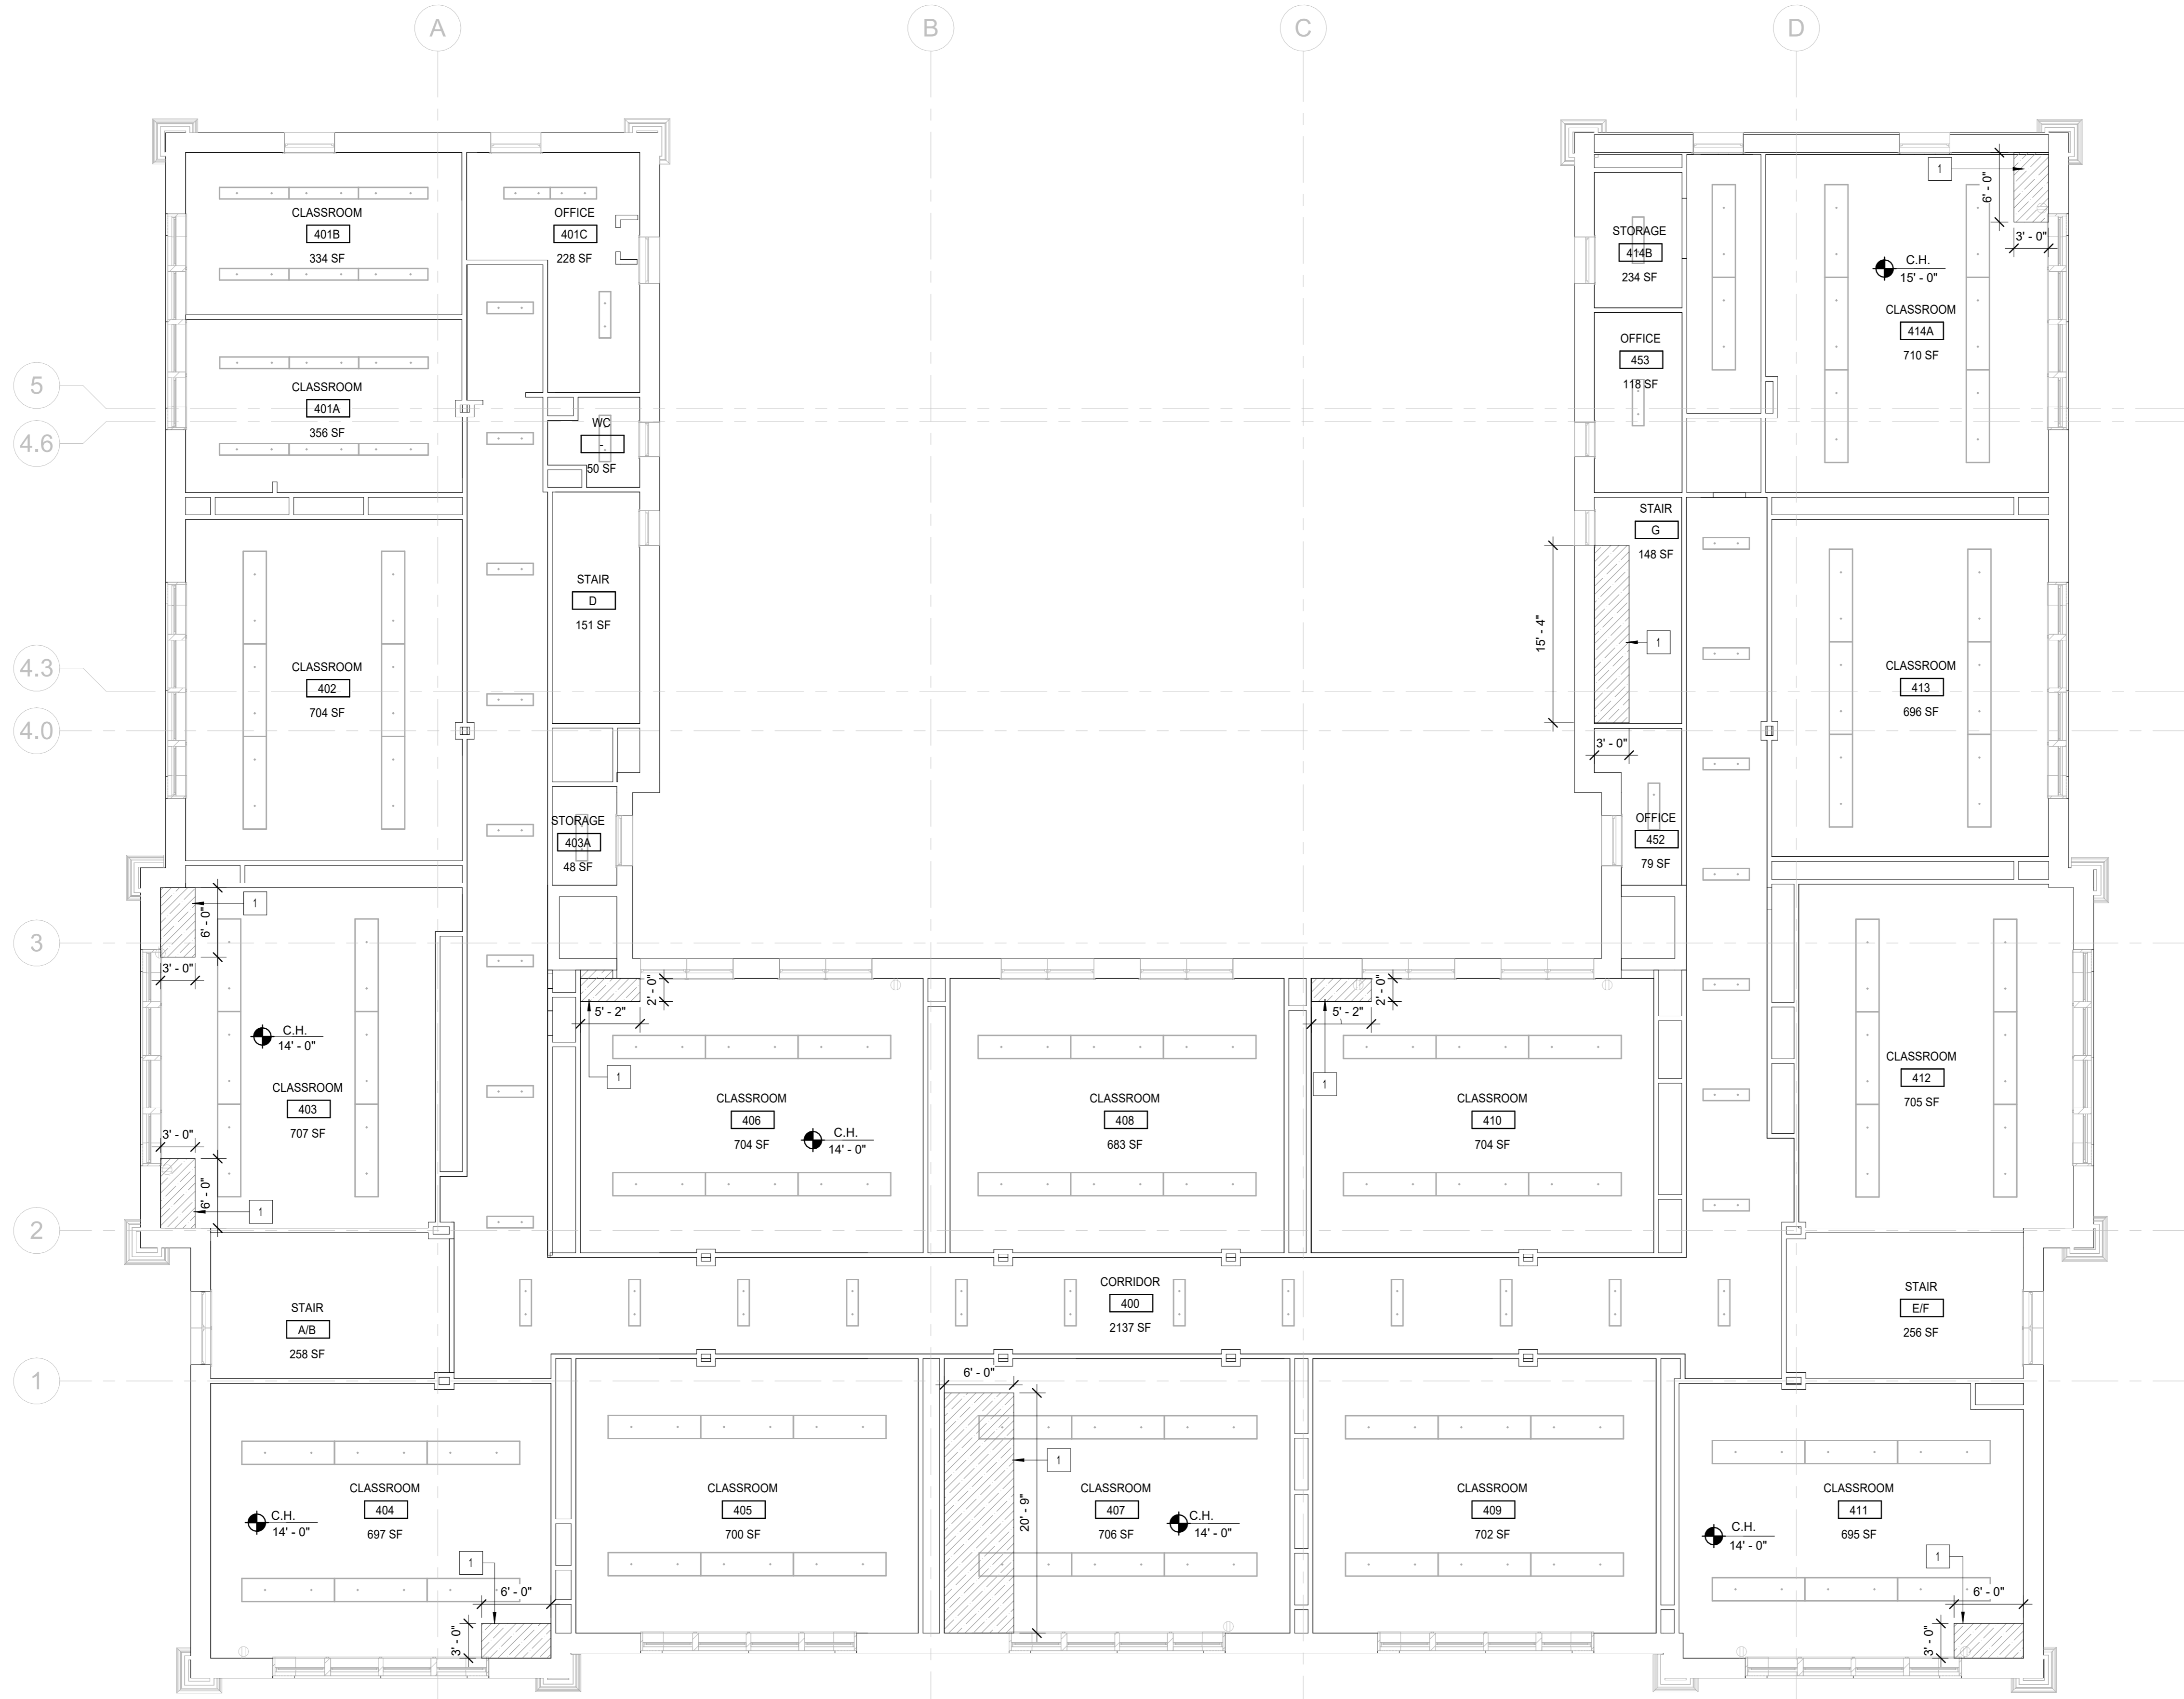 A
B
C
D
5
4.6
4.3
4.0
3
2
1
CLASSROOM
401B
334 SF
OFFICE
401C
228 SF
CLASSROOM
401A
356 SF
WC
-
50 SF
CLASSROOM
402
704 SF
STAIR
D
151 SF
STORAGE
403A
48 SF
1
6' - 0"
3' - 0"
C.H.
14' - 0"
CLASSROOM
403
707 SF
3' - 0"
6' - 0"
1
STAIR
A/B
258 SF
STORAGE
414B
234 SF
OFFICE
453
118 SF
STAIR
G
148 SF
15' - 4"
1
3' - 0"
OFFICE
452
79 SF
1
6' - 0"
3' - 0"
C.H.
15' - 0"
CLASSROOM
414A
710 SF
CLASSROOM
413
696 SF
CLASSROOM
412
705 SF
2' - 0"
5' - 2"
1
CLASSROOM
406
704 SF
C.H.
14' - 0"
CLASSROOM
408
683 SF
2' - 0"
5' - 2"
1
CLASSROOM
410
704 SF
CORRIDOR
400
2137 SF
STAIR
E/F
256 SF
CLASSROOM
404
697 SF
C.H.
14' - 0"
1
6' - 0"
3' - 0"
CLASSROOM
405
700 SF
6' - 0"
1
20' - 9"
CLASSROOM
407
706 SF
C.H.
14' - 0"
CLASSROOM
409
702 SF
CLASSROOM
411
695 SF
C.H.
14' - 0"
1
6' - 0"
3' - 0"